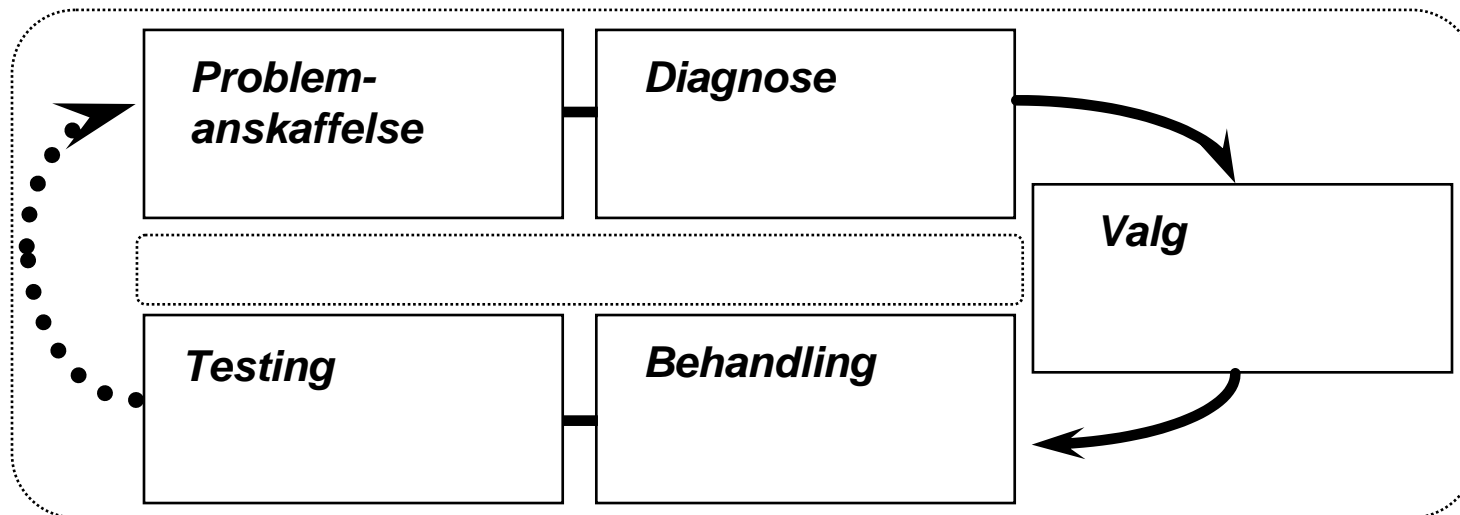 Problem-
anskaffelse
Diagnose
Valg
Testing
Behandling